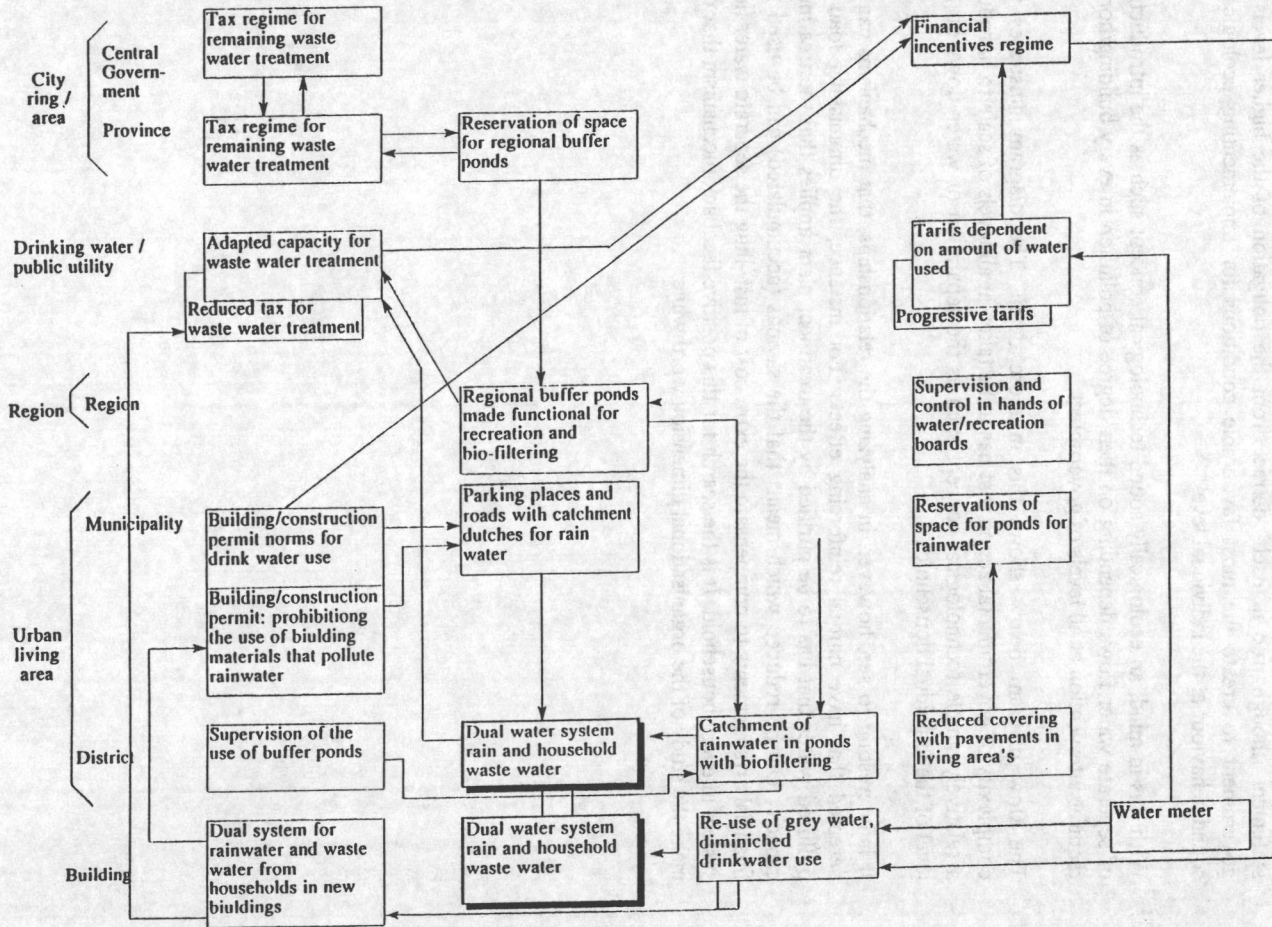 City
ring /
area
Central
Govern-
ment
Province
Tax regime for
remaining waste
water treatment
Financial
incentives regime
Tax regime for
remaining waste
water treatment
Reservation of space
for regional buffer
ponds
Drinking water /
public utility
Adapted capacity for
waste water treatment
Reduced tax for
waste water treatment
Tarifs dependent
on amount of water
used
Progressive tarifs
Region
Region
Regional buffer ponds
made functional for
recreation and
bio-filtering
Supervision and
control in hands of
water/recreation
boards
Urban
living
area
Municipality
Building/construction
permit norms for
drink water use
Parking places and
roads with catchment
dutches for rain
water
Reservations of
space for ponds for
rainwater
Building/construction
permit: prohibitiong
the use of biulding
materials that pollute
rainwater
District
Supervision of the
use of buffer ponds
Dual water system
rain and household
waste water
Catchment of
rainwater in ponds
with biofiltering
Reduced covering
with pavements in
living area's
Building
Dual system for
rainwater and waste
water from
households in new
biuldings
Dual water system
rain and household
waste water
Re-use of grey water,
diminiched
drinkwater use
Water meter